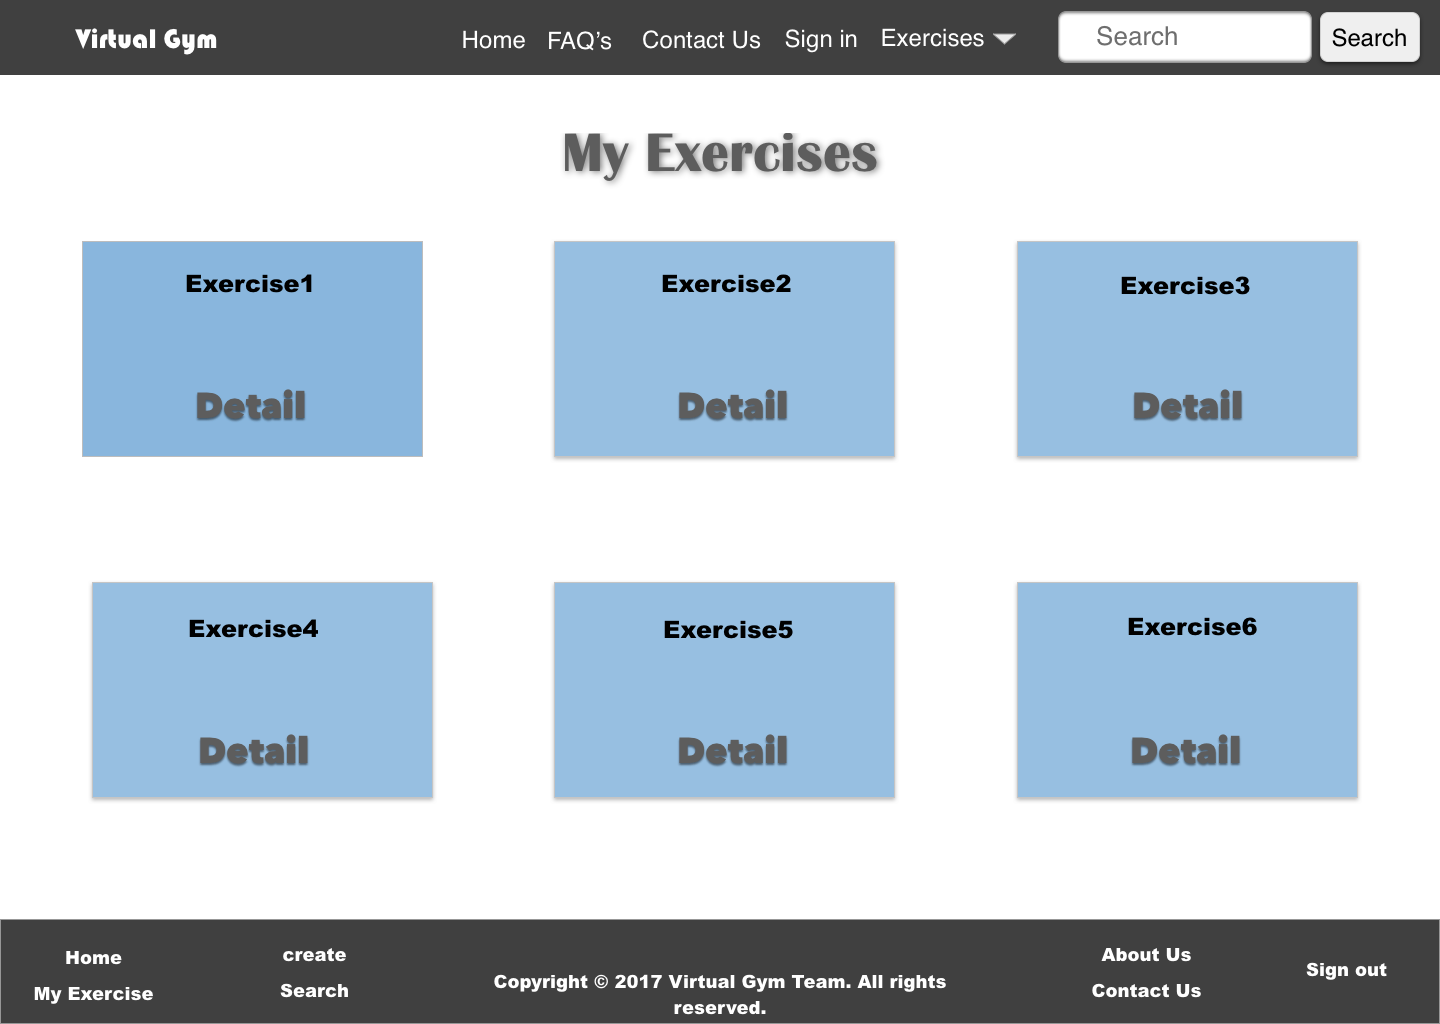 Virtual Gym Home FAQ’s Contact Us Sign in Exercises Search Search
My Exercises
Exercise1 Exercise2 Exercise3
Detail Detail Detail
Exercise4 Exercise5 Exercise6
Detail Detail Detail
Home create About Us
Sign out
My Exercise Search Contact Us
Copyright © 2017 Virtual Gym Team. All rights
reserved.